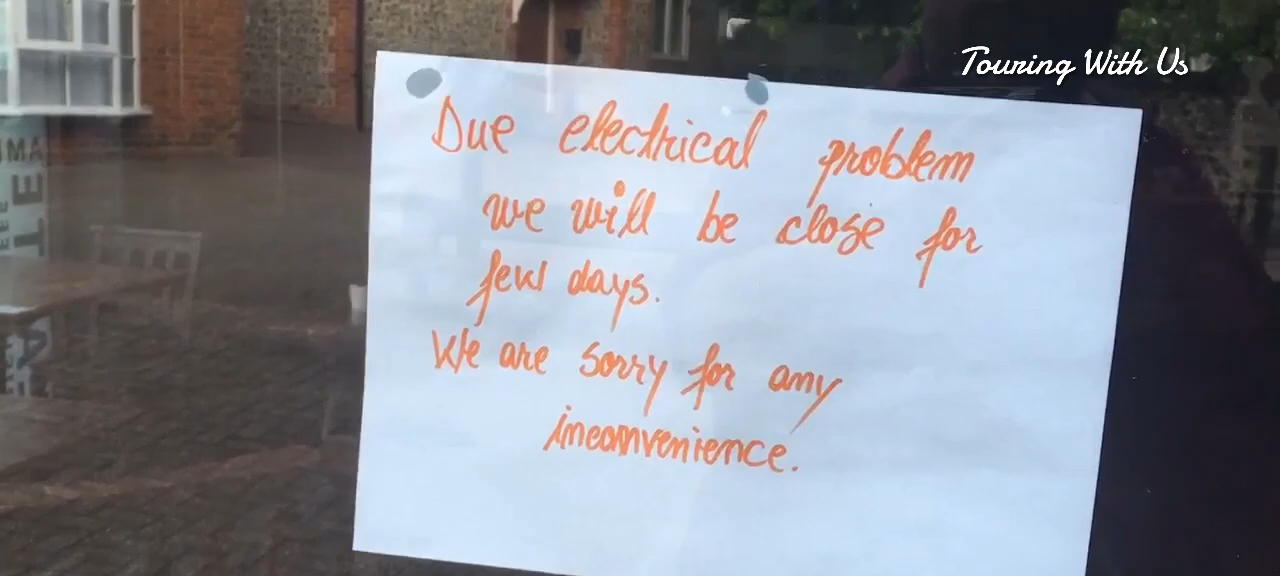 Touring With Us
Due electrical problem
we will be close for
few days.
We are sorry for any
inconvenience.